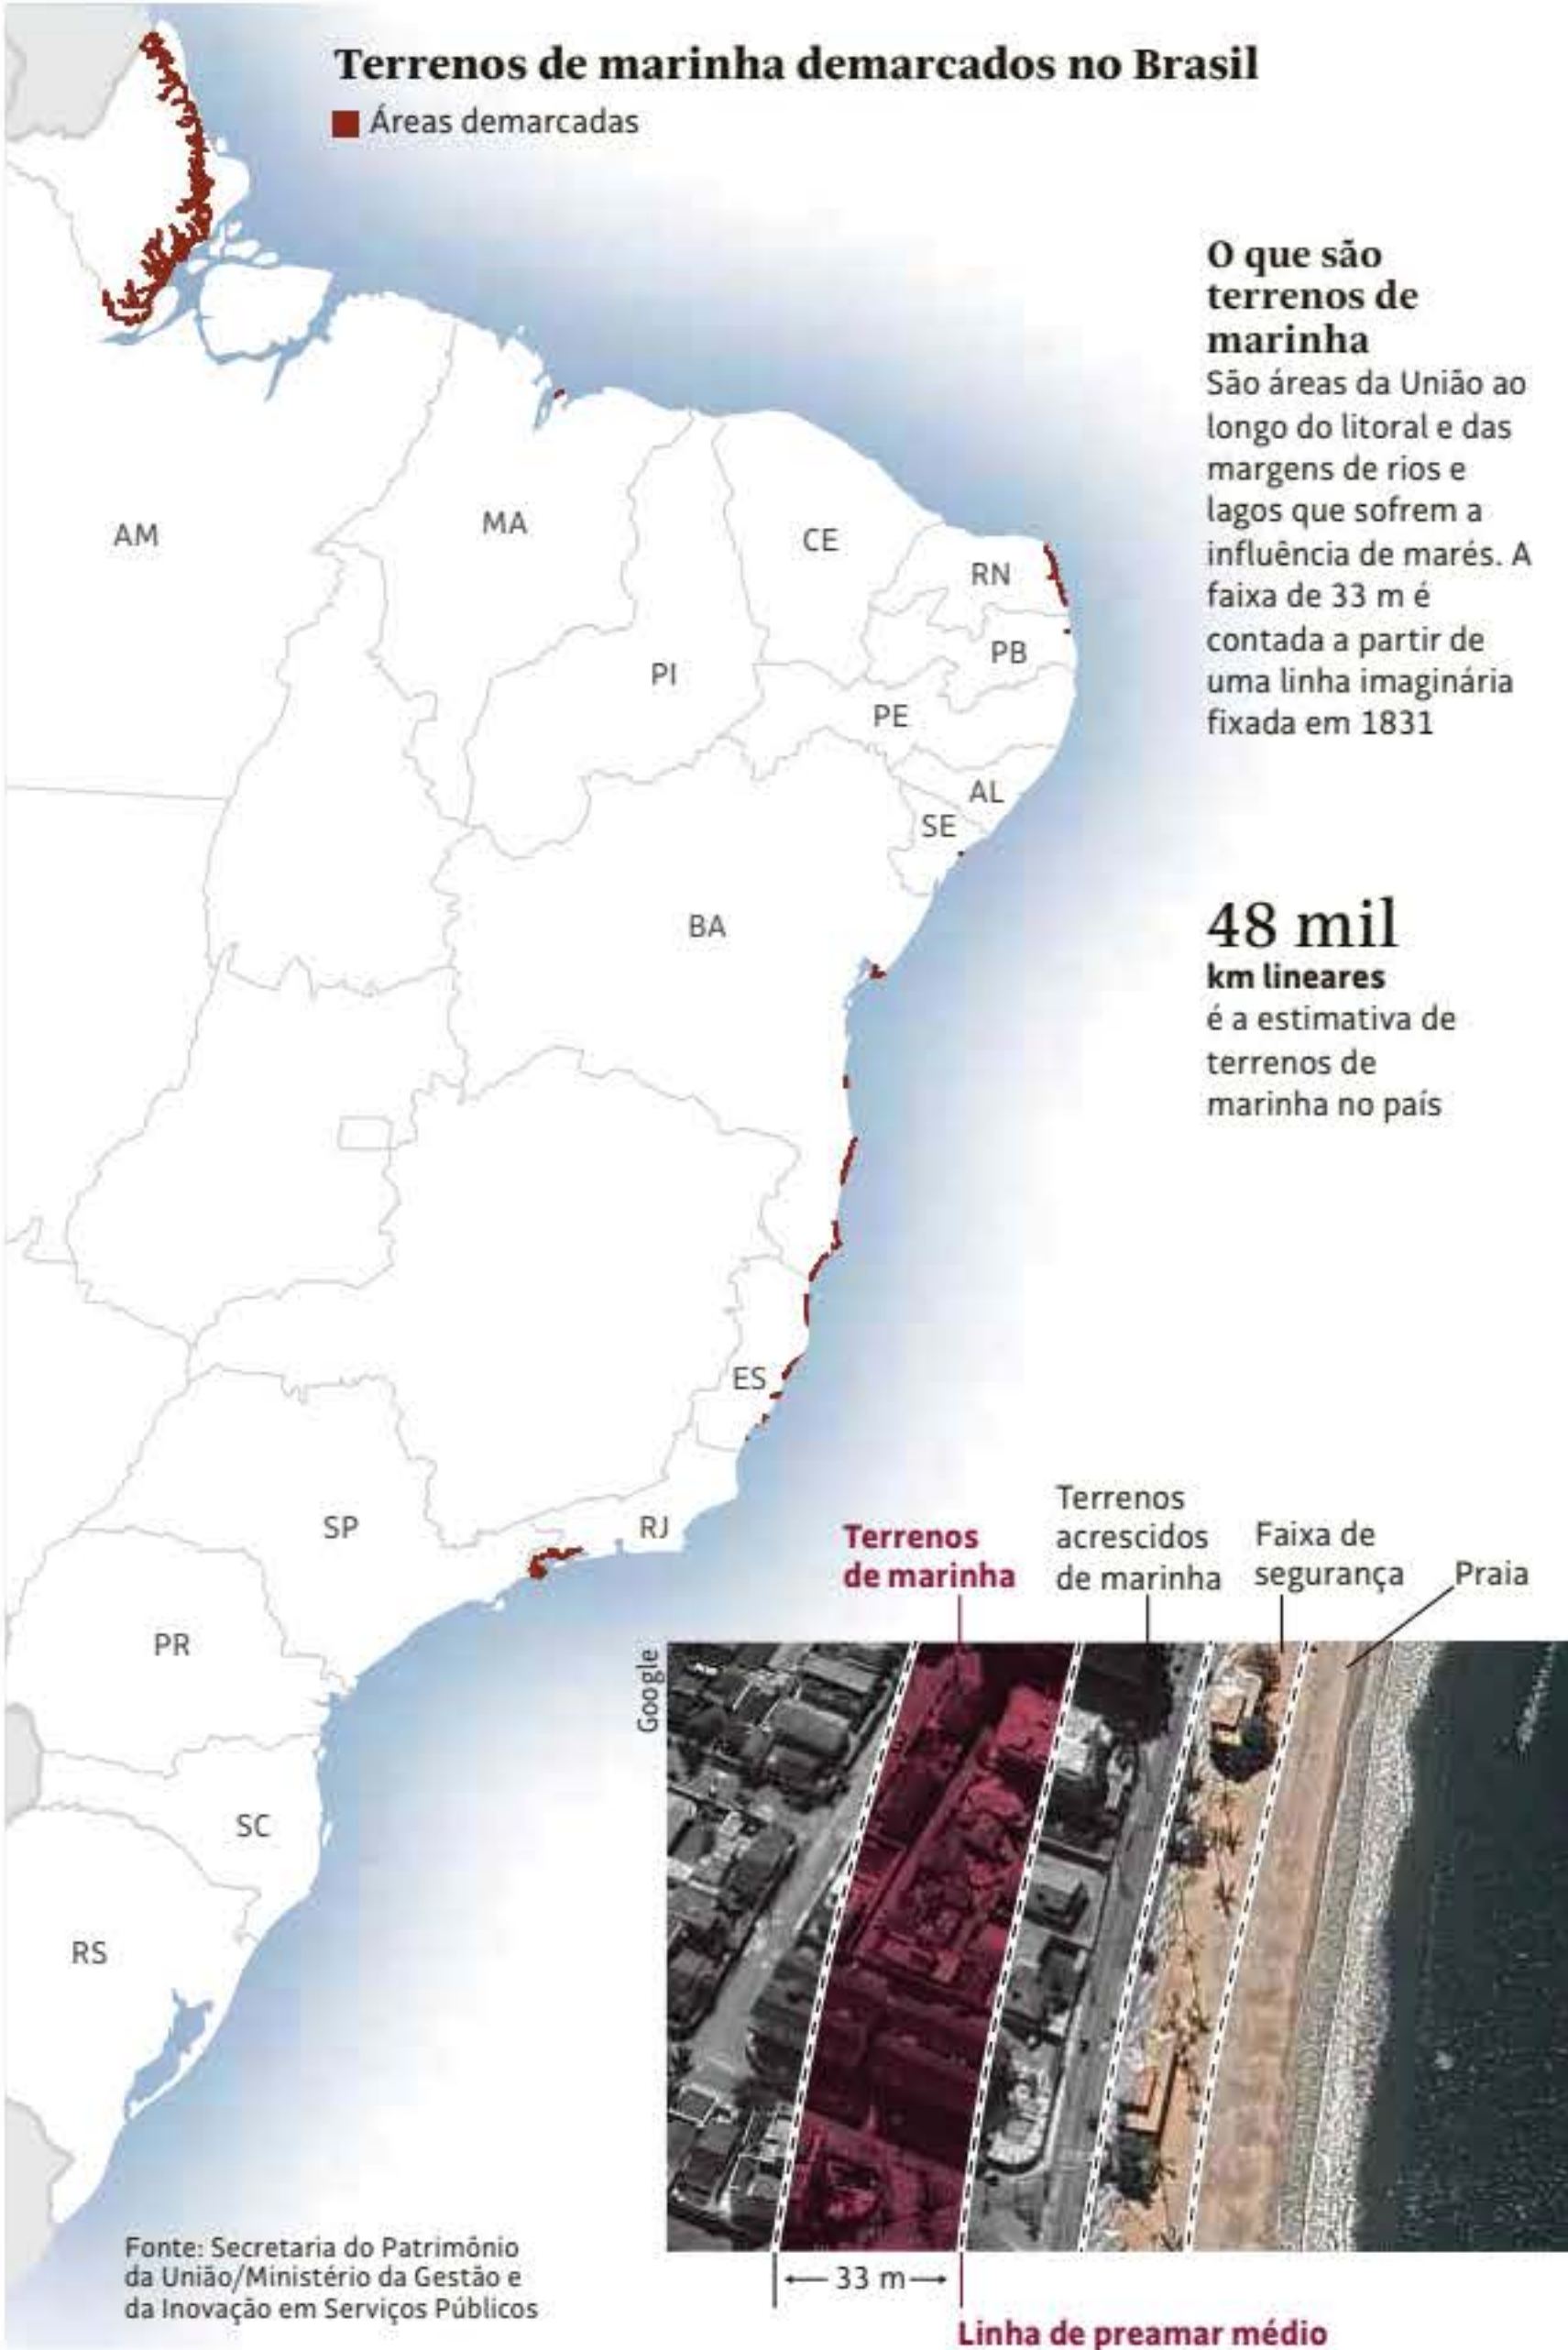 Terrenos de marinha demarcados no Brasil
Áreas demarcadas
O que são
terrenos de
marinha
São áreas da União ao
longo do litoral e das
margens de rios e
lagos que sofrem a
influência de marés. A
faixa de 33 m é
contada a partir de
uma linha imaginária
fixada em 1831
48 mil
km lineares
é a estimativa de
terrenos de
marinha no país
AM
MA
CE
RN
PB
PI
PE
AL
SE
BA
ES
SP
RJ
PR
SC
RS
Terrenos
de marinha
Terrenos
acrescidos
de marinha
Faixa de
segurança
Praia
Google
33 m
Linha de preamar médio
Fonte: Secretaria do Patrimônio
da União/Ministério da Gestão e
da Inovação em Serviços Públicos